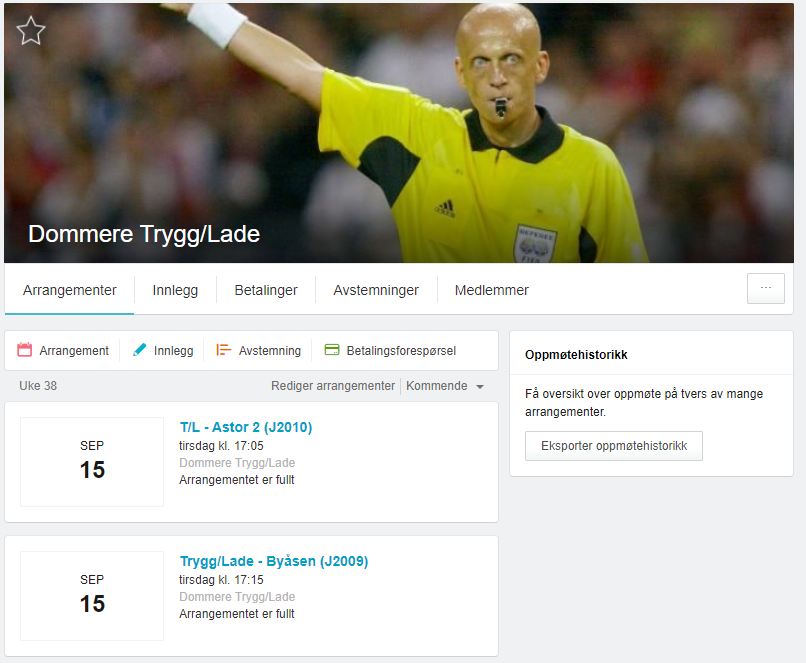 Dommere Trygg/Lade
Arrangementer
Innlegg
Betalinger
Avstemninger
Medlemmer
...
Arrangement
Innlegg
Avstemning
Betalingsforespørsel
Uke 38
Rediger arrangementer
Kommende
SEP
15
T/L - Astor 2 (J2010)
tirsdag kl. 17:05
Dommere Trygg/Lade
Arrangementet er fullt
SEP
15
Trygg/Lade - Byåsen (J2009)
tirsdag kl. 17:15
Dommere Trygg/Lade
Arrangementet er fullt
Oppmøtehistorikk
Få oversikt over oppmøte på tvers av mange
arrangementer.
Eksporter oppmøtehistorikk
adidas
REFEREE
FIFA